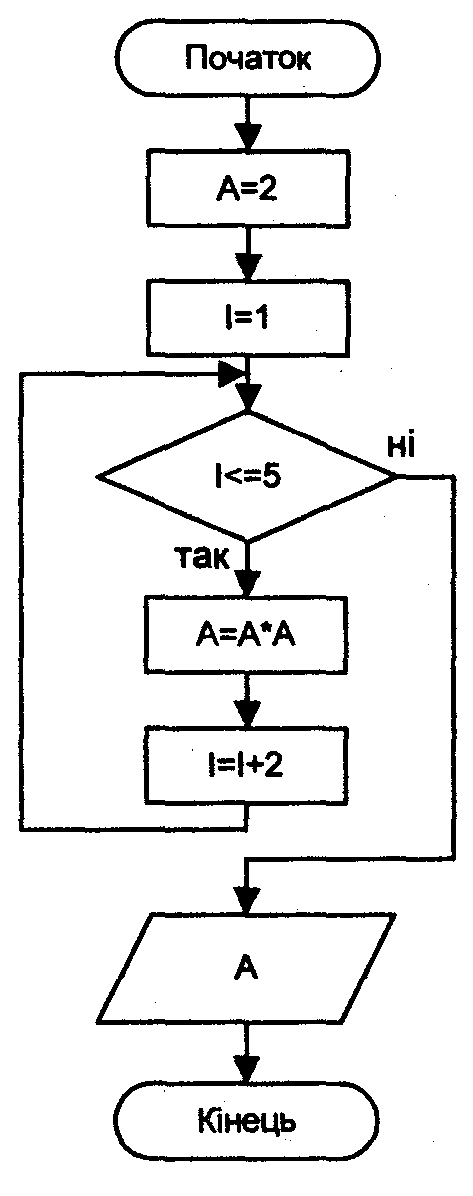 Початок
A=2
I=1
I<=5
ні
так
A=A*A
I=I+2
A
Кінець